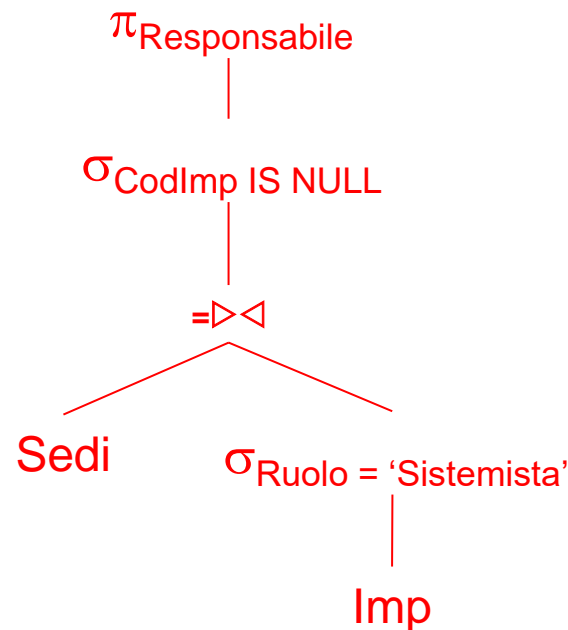 πResponsabile
σCodImp IS NULL
=▷◁
Sedi
σRuolo = ‘Sistemista’
Imp